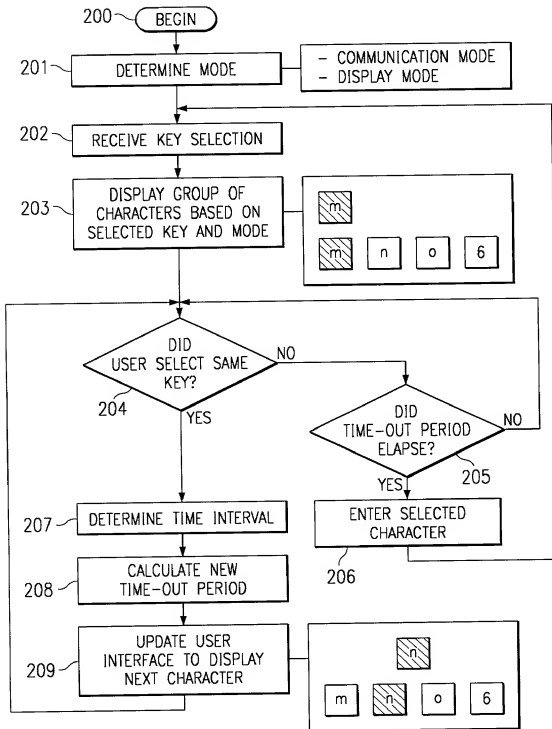 200
BEGIN
201
DETERMINE MODE
- COMMUNICATION MODE
- DISPLAY MODE
202
RECEIVE KEY SELECTION
203
DISPLAY GROUP OF
CHARACTERS BASED ON
SELECTED KEY AND MODE
m
m n o 6
DID
USER SELECT SAME
KEY?
204
NO
YES
DID
TIME-OUT PERIOD
ELAPSE?
205
NO
YES
ENTER SELECTED
CHARACTER
206
207
DETERMINE TIME INTERVAL
208
CALCULATE NEW
TIME-OUT PERIOD
209
UPDATE USER
INTERFACE TO DISPLAY
NEXT CHARACTER
n
m n o 6